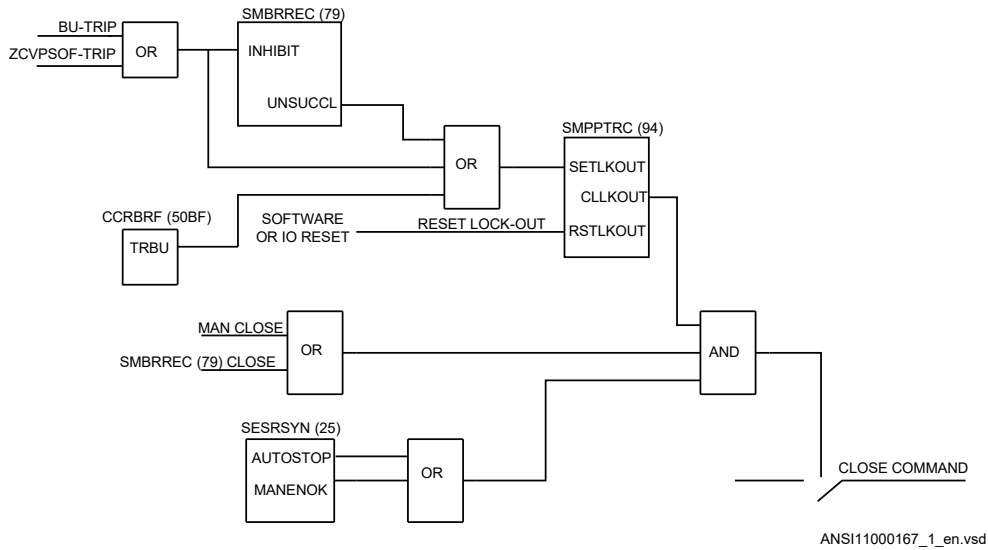 BU-TRIP
ZCVPSOF-TRIP
OR
SMBRREC (79)
INHIBIT
UNSUCCL
OR
SMPPTRC (94)
SETLKOUT
CLLKOUT
RSTLKOUT
CCRBRF (50BF)
TRBU
SOFTWARE
OR IO RESET
RESET LOCK-OUT
MAN CLOSE
SMBRREC (79) CLOSE
OR
AND
SESRSYN (25)
AUTOSTOP
MANENOK
OR
CLOSE COMMAND
ANSI11000167_1_en.vsd